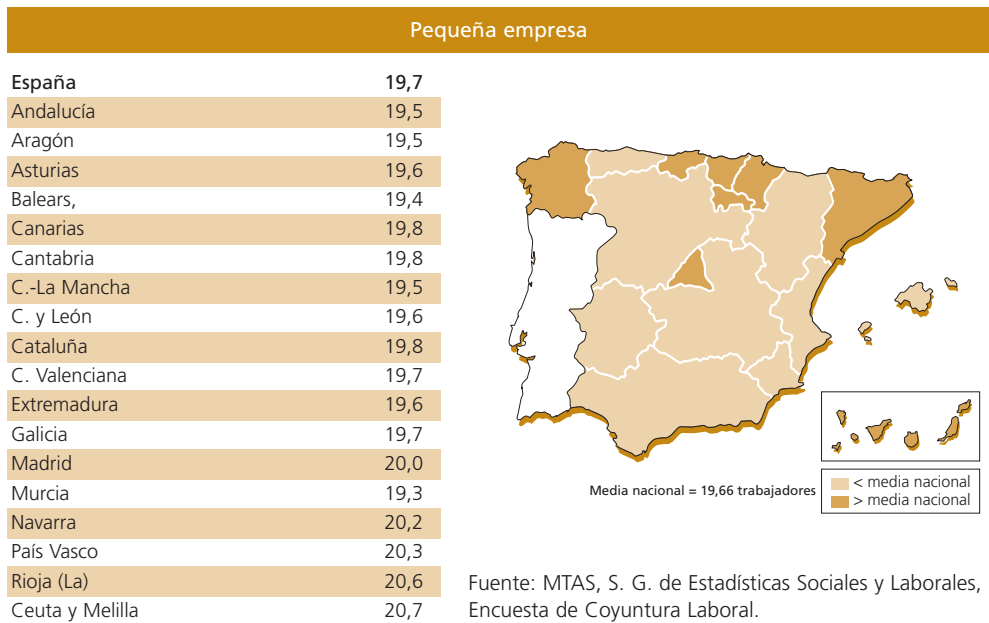 Pequeña empresa
España 19,7
Andalucía 19,5
Aragón 19,5
Asturias 19,6
Balears, 19,4
Canarias 19,8
Cantabria 19,8
C.-La Mancha 19,5
C. y León 19,6
Cataluña 19,8
C. Valenciana 19,7
Extremadura 19,6
Galicia 19,7
Madrid 20,0
Murcia 19,3
Navarra 20,2
País Vasco 20,3
Rioja (La) 20,6
Ceuta y Melilla 20,7
Media nacional = 19,66 trabajadores
< media nacional
> media nacional
Fuente: MTAS, S. G. de Estadísticas Sociales y Laborales,
Encuesta de Coyuntura Laboral.